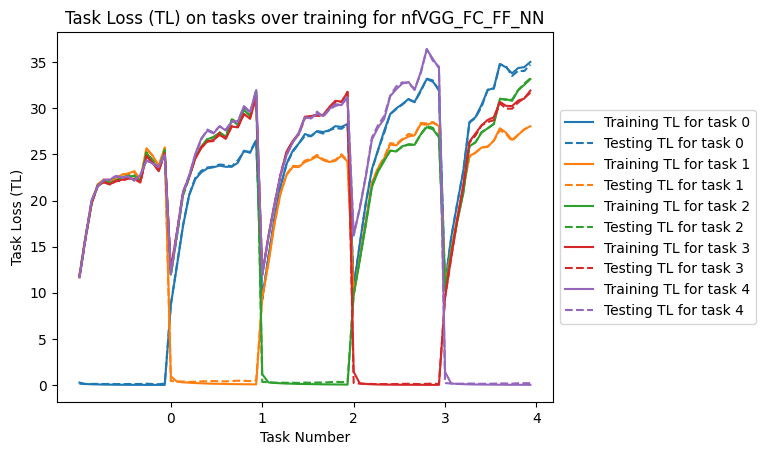 Task Loss (TL) on tasks over training for nfVGG_FC_FF_NN
Task Loss (TL)
35
30
25
20
15
10
5
0
0
1
2
3
4
Task Number
Training TL for task 0
Testing TL for task 0
Training TL for task 1
Testing TL for task 1
Training TL for task 2
Testing TL for task 2
Training TL for task 3
Testing TL for task 3
Training TL for task 4
Testing TL for task 4